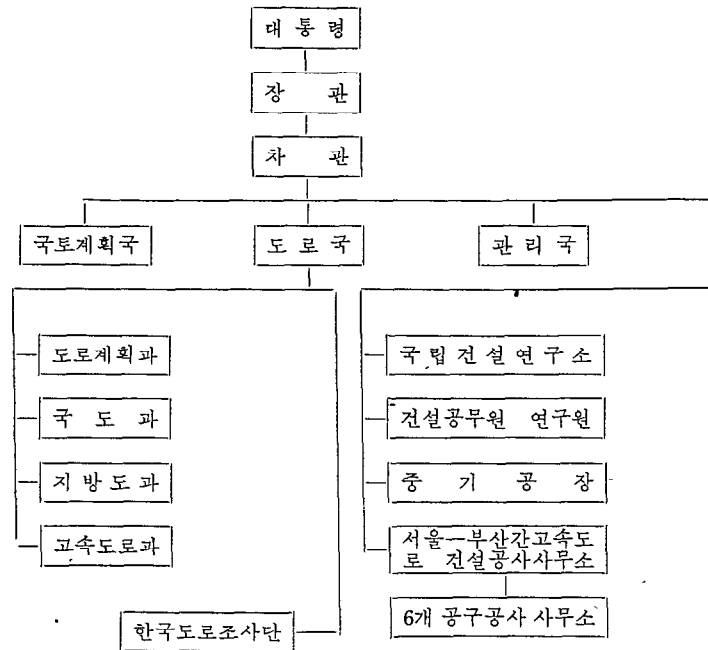 대통령
장 관
차 관
국토계획국
도로국
관리국
도로계획과
국 도 과
지방도과
고속도로과
한국도로조사단
국립건설연구소
건설공무원 연구원
중 기 공 장
서울—부산간고속도
로 건설공사사무소
6개 공구공사 사무소